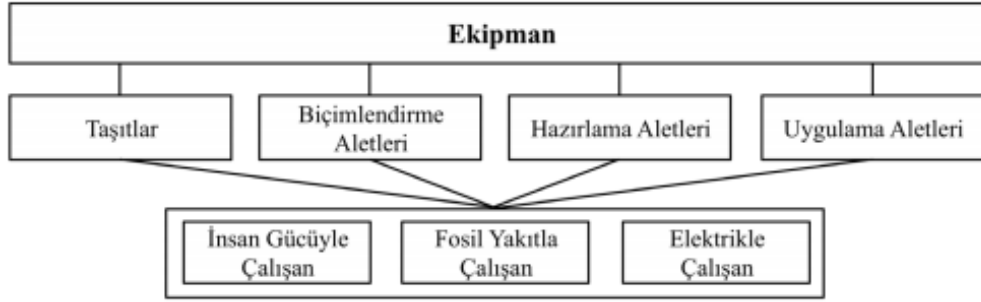 Ekipman
Taşıtlar
Biçimlendirme
Aletleri
Hazırlama Aletleri
Uygulama Aletleri
İnsan Gücüyle
Çalışan
Fosil Yakıtla
Çalışan
Elektrikle
Çalışan